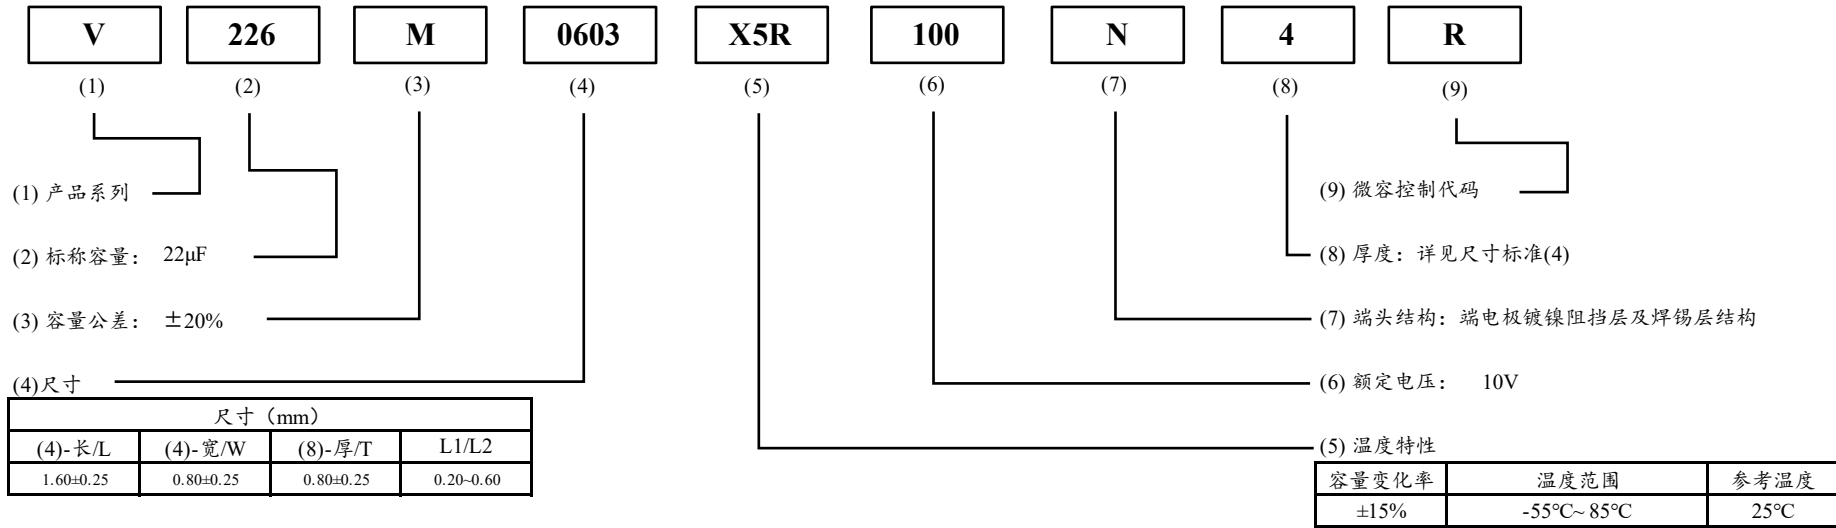 V 226 M 0603 X5R 100 N 4 R
(1) (2) (3) (4) (5) (6) (7) (8) (9)
(1) 产品系列
(9) 微容控制代码
(2) 标称容量： 22μF
(8) 厚度：详见尺寸标准(4)
(3) 容量公差： ±20%
(7) 端头结构：端电极镀镍阻挡层及焊锡层结构
(4)尺寸
(6) 额定电压： 10V
尺寸（mm）
(4)-长/L (4)-宽/W (8)-厚/T L1/L2
1.60±0.25 0.80±0.25 0.80±0.25 0.20~0.60
(5) 温度特性
容量变化率 温度范围 参考温度
±15% -55℃~ 85℃ 25℃